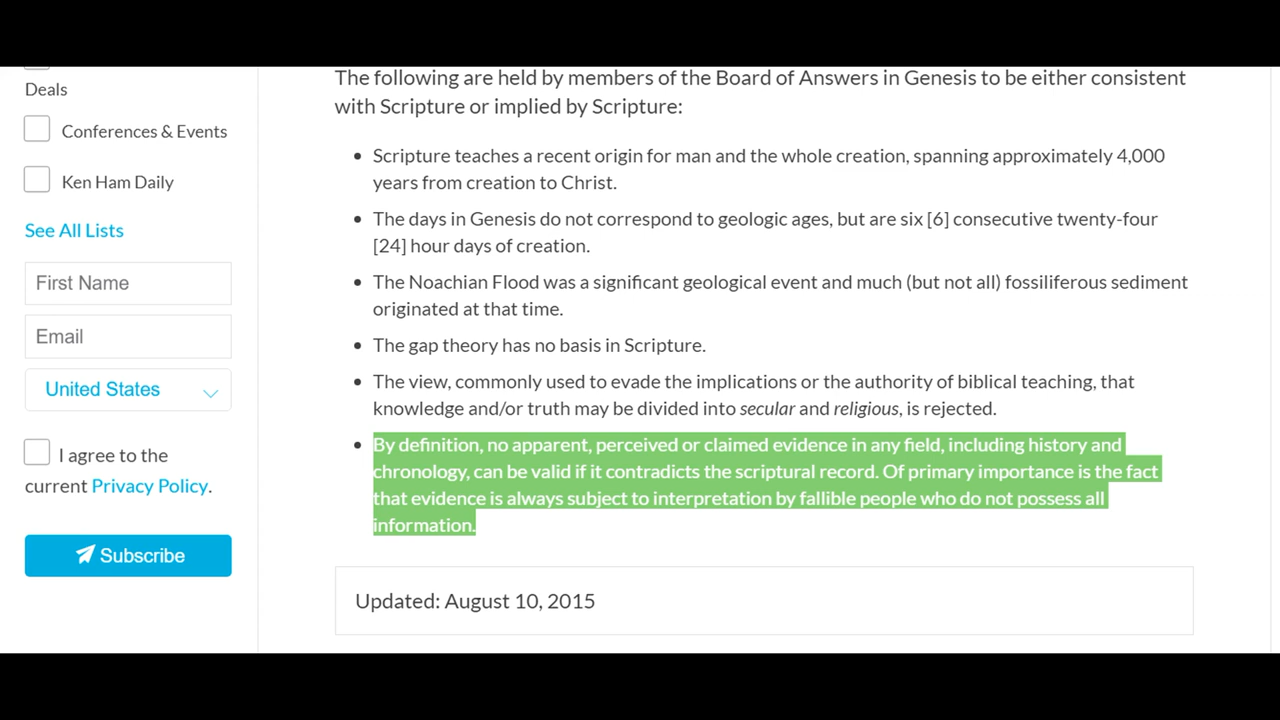 Deals
Conferences & Events
Ken Ham Daily
See All Lists
First Name
Email
United States
I agree to the
current Privacy Policy.
Subscribe
The following are held by members of the Board of Answers in Genesis to be either consistent
with Scripture or implied by Scripture:
• Scripture teaches a recent origin for man and the whole creation, spanning approximately 4,000
years from creation to Christ.
• The days in Genesis do not correspond to geologic ages, but are six [6] consecutive twenty-four
[24] hour days of creation.
• The Noachian Flood was a significant geological event and much (but not all) fossiliferous sediment
originated at that time.
• The gap theory has no basis in Scripture.
• The view, commonly used to evade the implications or the authority of biblical teaching, that
knowledge and/or truth may be divided into secular and religious, is rejected.
• By definition, no apparent, perceived or claimed evidence in any field, including history and
chronology, can be valid if it contradicts the scriptural record. Of primary importance is the fact
that evidence is always subject to interpretation by fallible people who do not possess all
information.
Updated: August 10, 2015